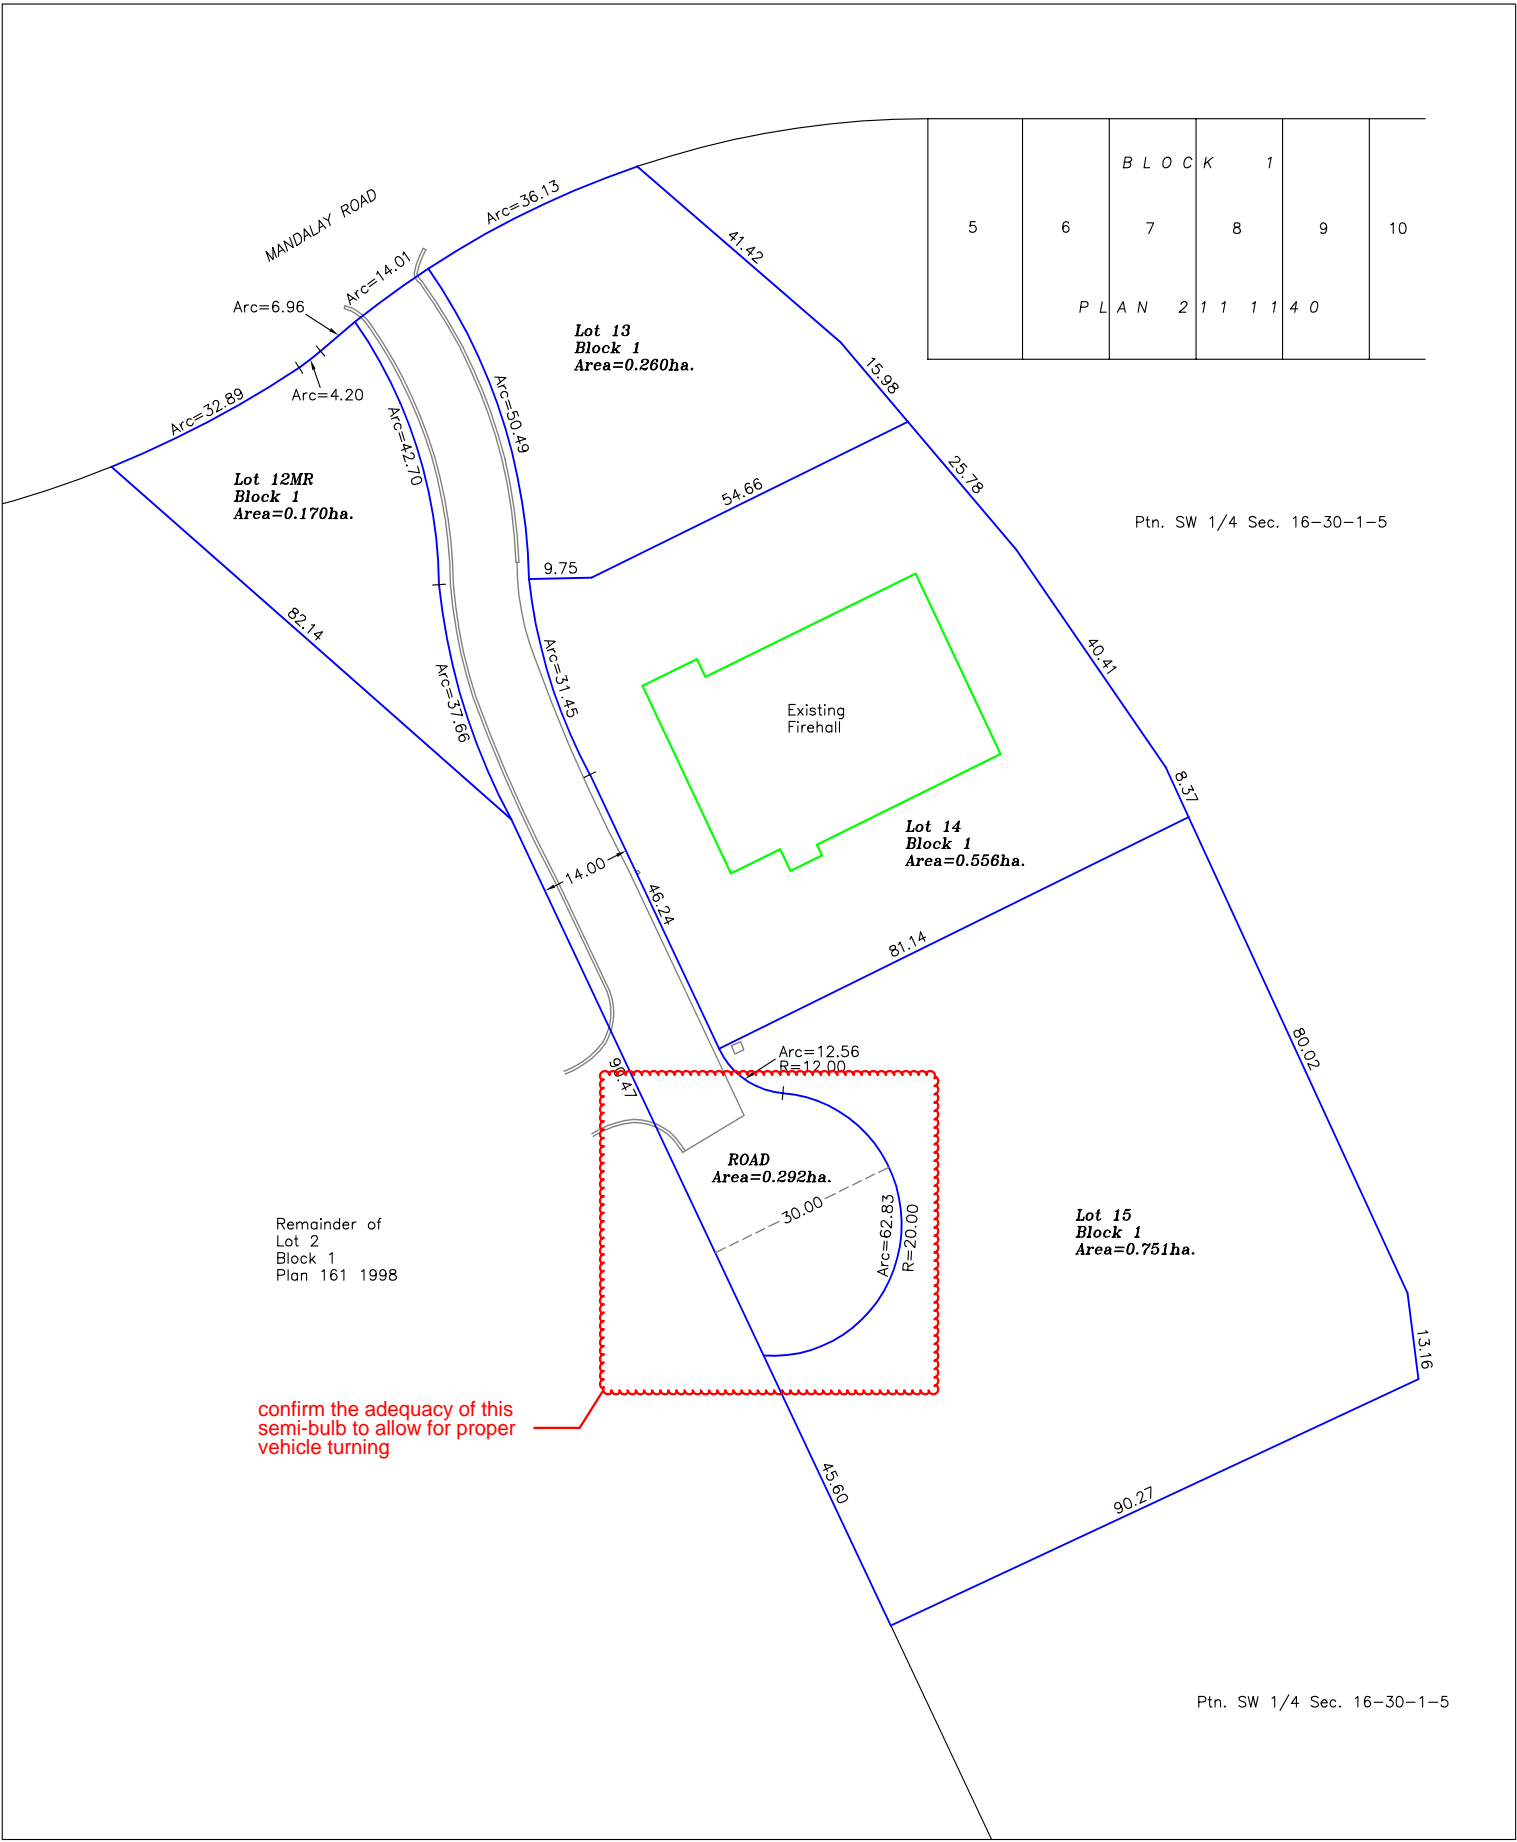 MANDALAY ROAD
Arc=36.13
Arc=14.01
Arc=6.96
Arc=4.20
Arc=32.89
41.42
BLOCK 1
5 6 7 8 9 10
PLAN 211 1140
Lot 13
Block 1
Area=0.260ha.
15.98
Arc=42.70
Arc=50.49
Lot 12MR
Block 1
Area=0.170ha.
54.66
25.78
Ptn. SW 1/4 Sec. 16-30-1-5
9.75
82.14
Arc=37.66
Arc=31.45
40.41
Existing
Firehall
8.37
Lot 14
Block 1
Area=0.556ha.
14.00
46.24
81.14
80.02
Arc=12.56
R=12.00
90.47
ROAD
Area=0.292ha.
30.00
Arc=62.83
R=20.00
Lot 15
Block 1
Area=0.751ha.
Remainder of
Lot 2
Block 1
Plan 161 1998
13.16
confirm the adequacy of this
semi-bulb to allow for proper
vehicle turning
45.60
90.27
Ptn. SW 1/4 Sec. 16-30-1-5